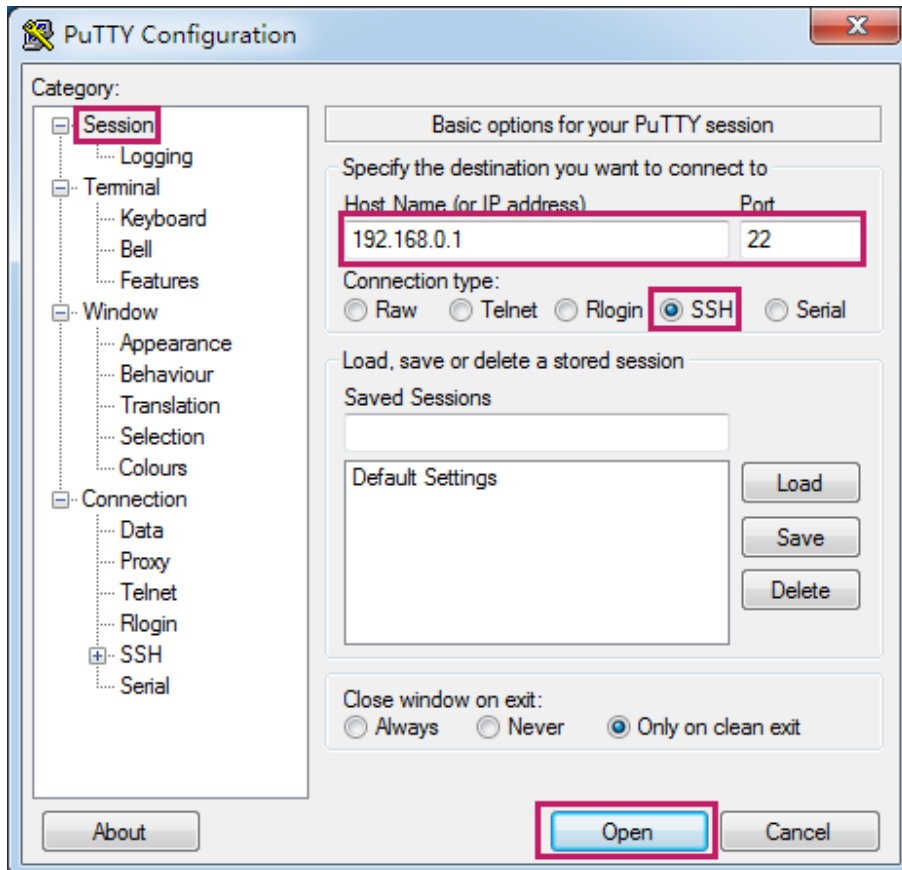 PuTTY Configuration
Category:
Session
Logging
Terminal
Keyboard
Bell
Features
Window
Appearance
Behaviour
Translation
Selection
Colours
Connection
Data
Proxy
Telnet
Rlogin
SSH
Serial
Basic options for your PuTTY session
Specify the destination you want to connect to
Host Name (or IP address) Port
192.168.0.1 22
Connection type:
Raw Telnet Rlogin SSH Serial
Load, save or delete a stored session
Saved Sessions
Default Settings
Load
Save
Delete
Close window on exit:
Always Never Only on clean exit
About Open Cancel